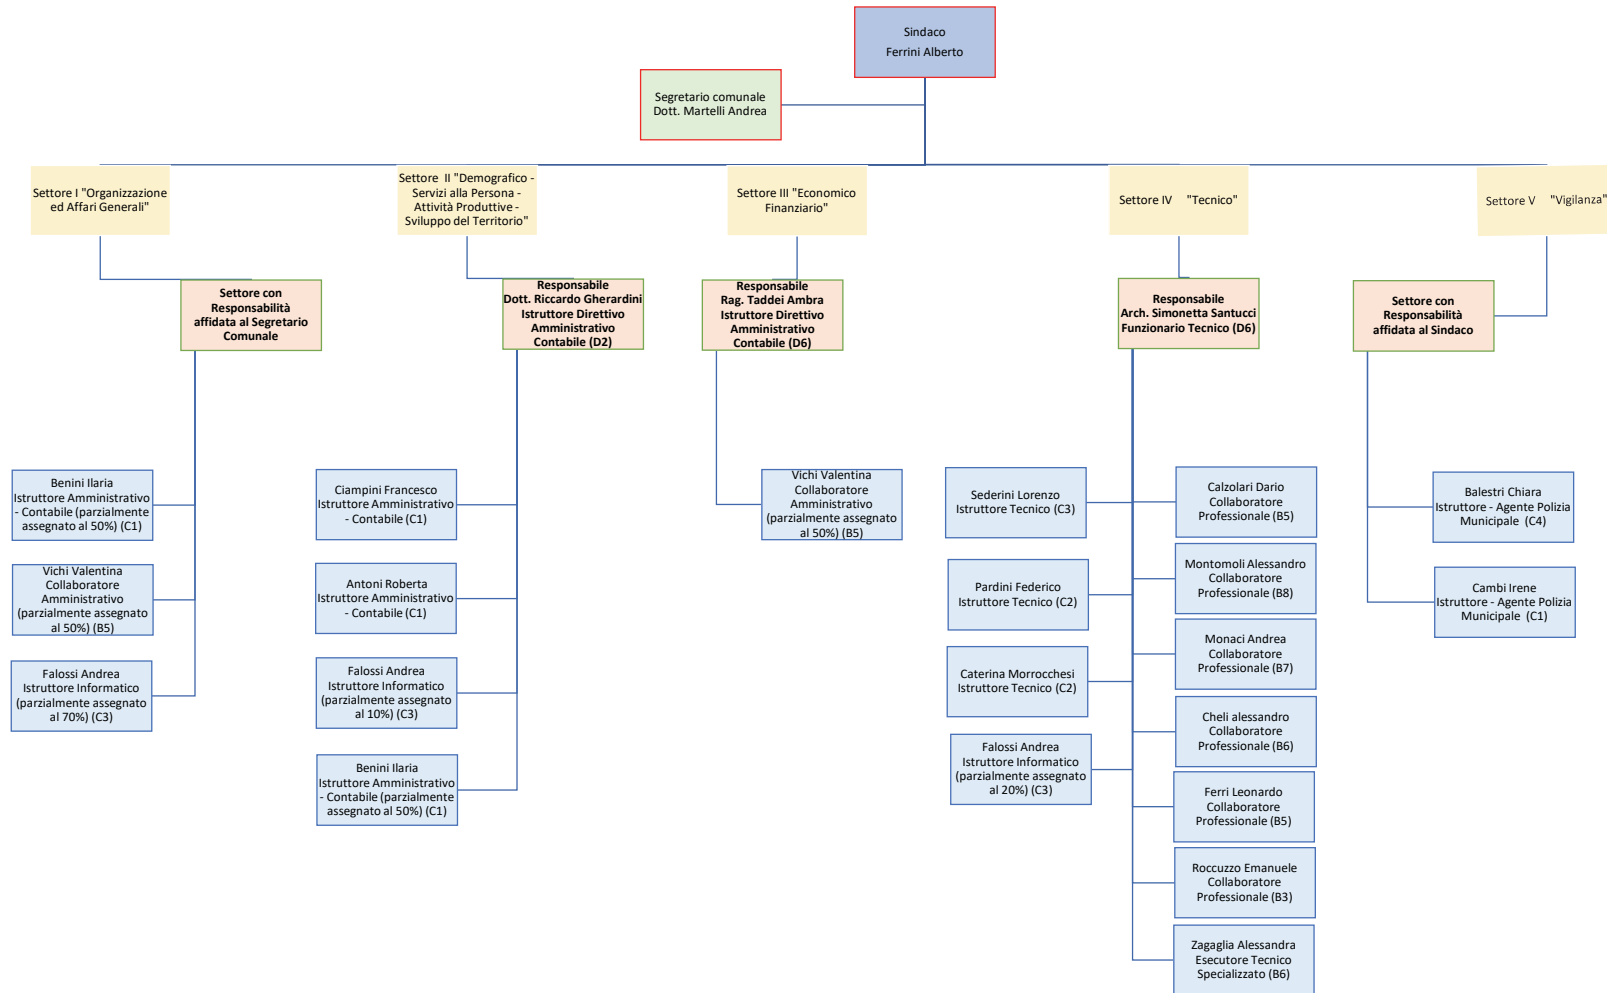 Sindaco
Ferrini Alberto
Segretario comunale
Dott. Martelli Andrea
Settore I "Organizzazione
ed Affari Generali"
Settore II "Demografico -
Servizi alla Persona -
Attività Produttive -
Sviluppo del Territorio"
Settore III "Economico
Finanziario"
Settore IV "Tecnico"
Settore V "Vigilanza"
Settore con
Responsabilità
affidata al Segretario
Comunale
Responsabile
Dott. Riccardo Gherardini
Istruttore Direttivo
Amministrativo
Contabile (D2)
Responsabile
Rag. Taddei Ambra
Istruttore Direttivo
Amministrativo
Contabile (D6)
Responsabile
Arch. Simonetta Santucci
Funzionario Tecnico (D6)
Settore con
Responsabilità
affidata al Sindaco
Benini Ilaria
Istruttore Amministrativo
- Contabile (parzialmente
assegnato al 50%) (C1)
Vichi Valentina
Collaboratore
Amministrativo
(parzialmente assegnato
al 50%) (B5)
Falossi Andrea
Istruttore Informatico
(parzialmente assegnato
al 70%) (C3)
Ciampini Francesco
Istruttore Amministrativo
- Contabile (C1)
Antoni Roberta
Istruttore Amministrativo
- Contabile (C1)
Falossi Andrea
Istruttore Informatico
(parzialmente assegnato
al 10%) (C3)
Benini Ilaria
Istruttore Amministrativo
- Contabile (parzialmente
assegnato al 50%) (C1)
Vichi Valentina
Collaboratore
Amministrativo
(parzialmente assegnato
al 50%) (B5)
Sederini Lorenzo
Istruttore Tecnico (C3)
Pardini Federico
Istruttore Tecnico (C2)
Caterina Morrocchesi
Istruttore Tecnico (C2)
Falossi Andrea
Istruttore Informatico
(parzialmente assegnato
al 20%) (C3)
Calzolari Dario
Collaboratore
Professionale (B5)
Montomoli Alessandro
Collaboratore
Professionale (B8)
Monaci Andrea
Collaboratore
Professionale (B7)
Cheli alessandro
Collaboratore
Professionale (B6)
Ferri Leonardo
Collaboratore
Professionale (B5)
Roccuzzo Emanuele
Collaboratore
Professionale (B3)
Zagaglia Alessandra
Esecutore Tecnico
Specializzato (B6)
Balestri Chiara
Istruttore - Agente Polizia
Municipale (C4)
Cambi Irene
Istruttore - Agente Polizia
Municipale (C1)